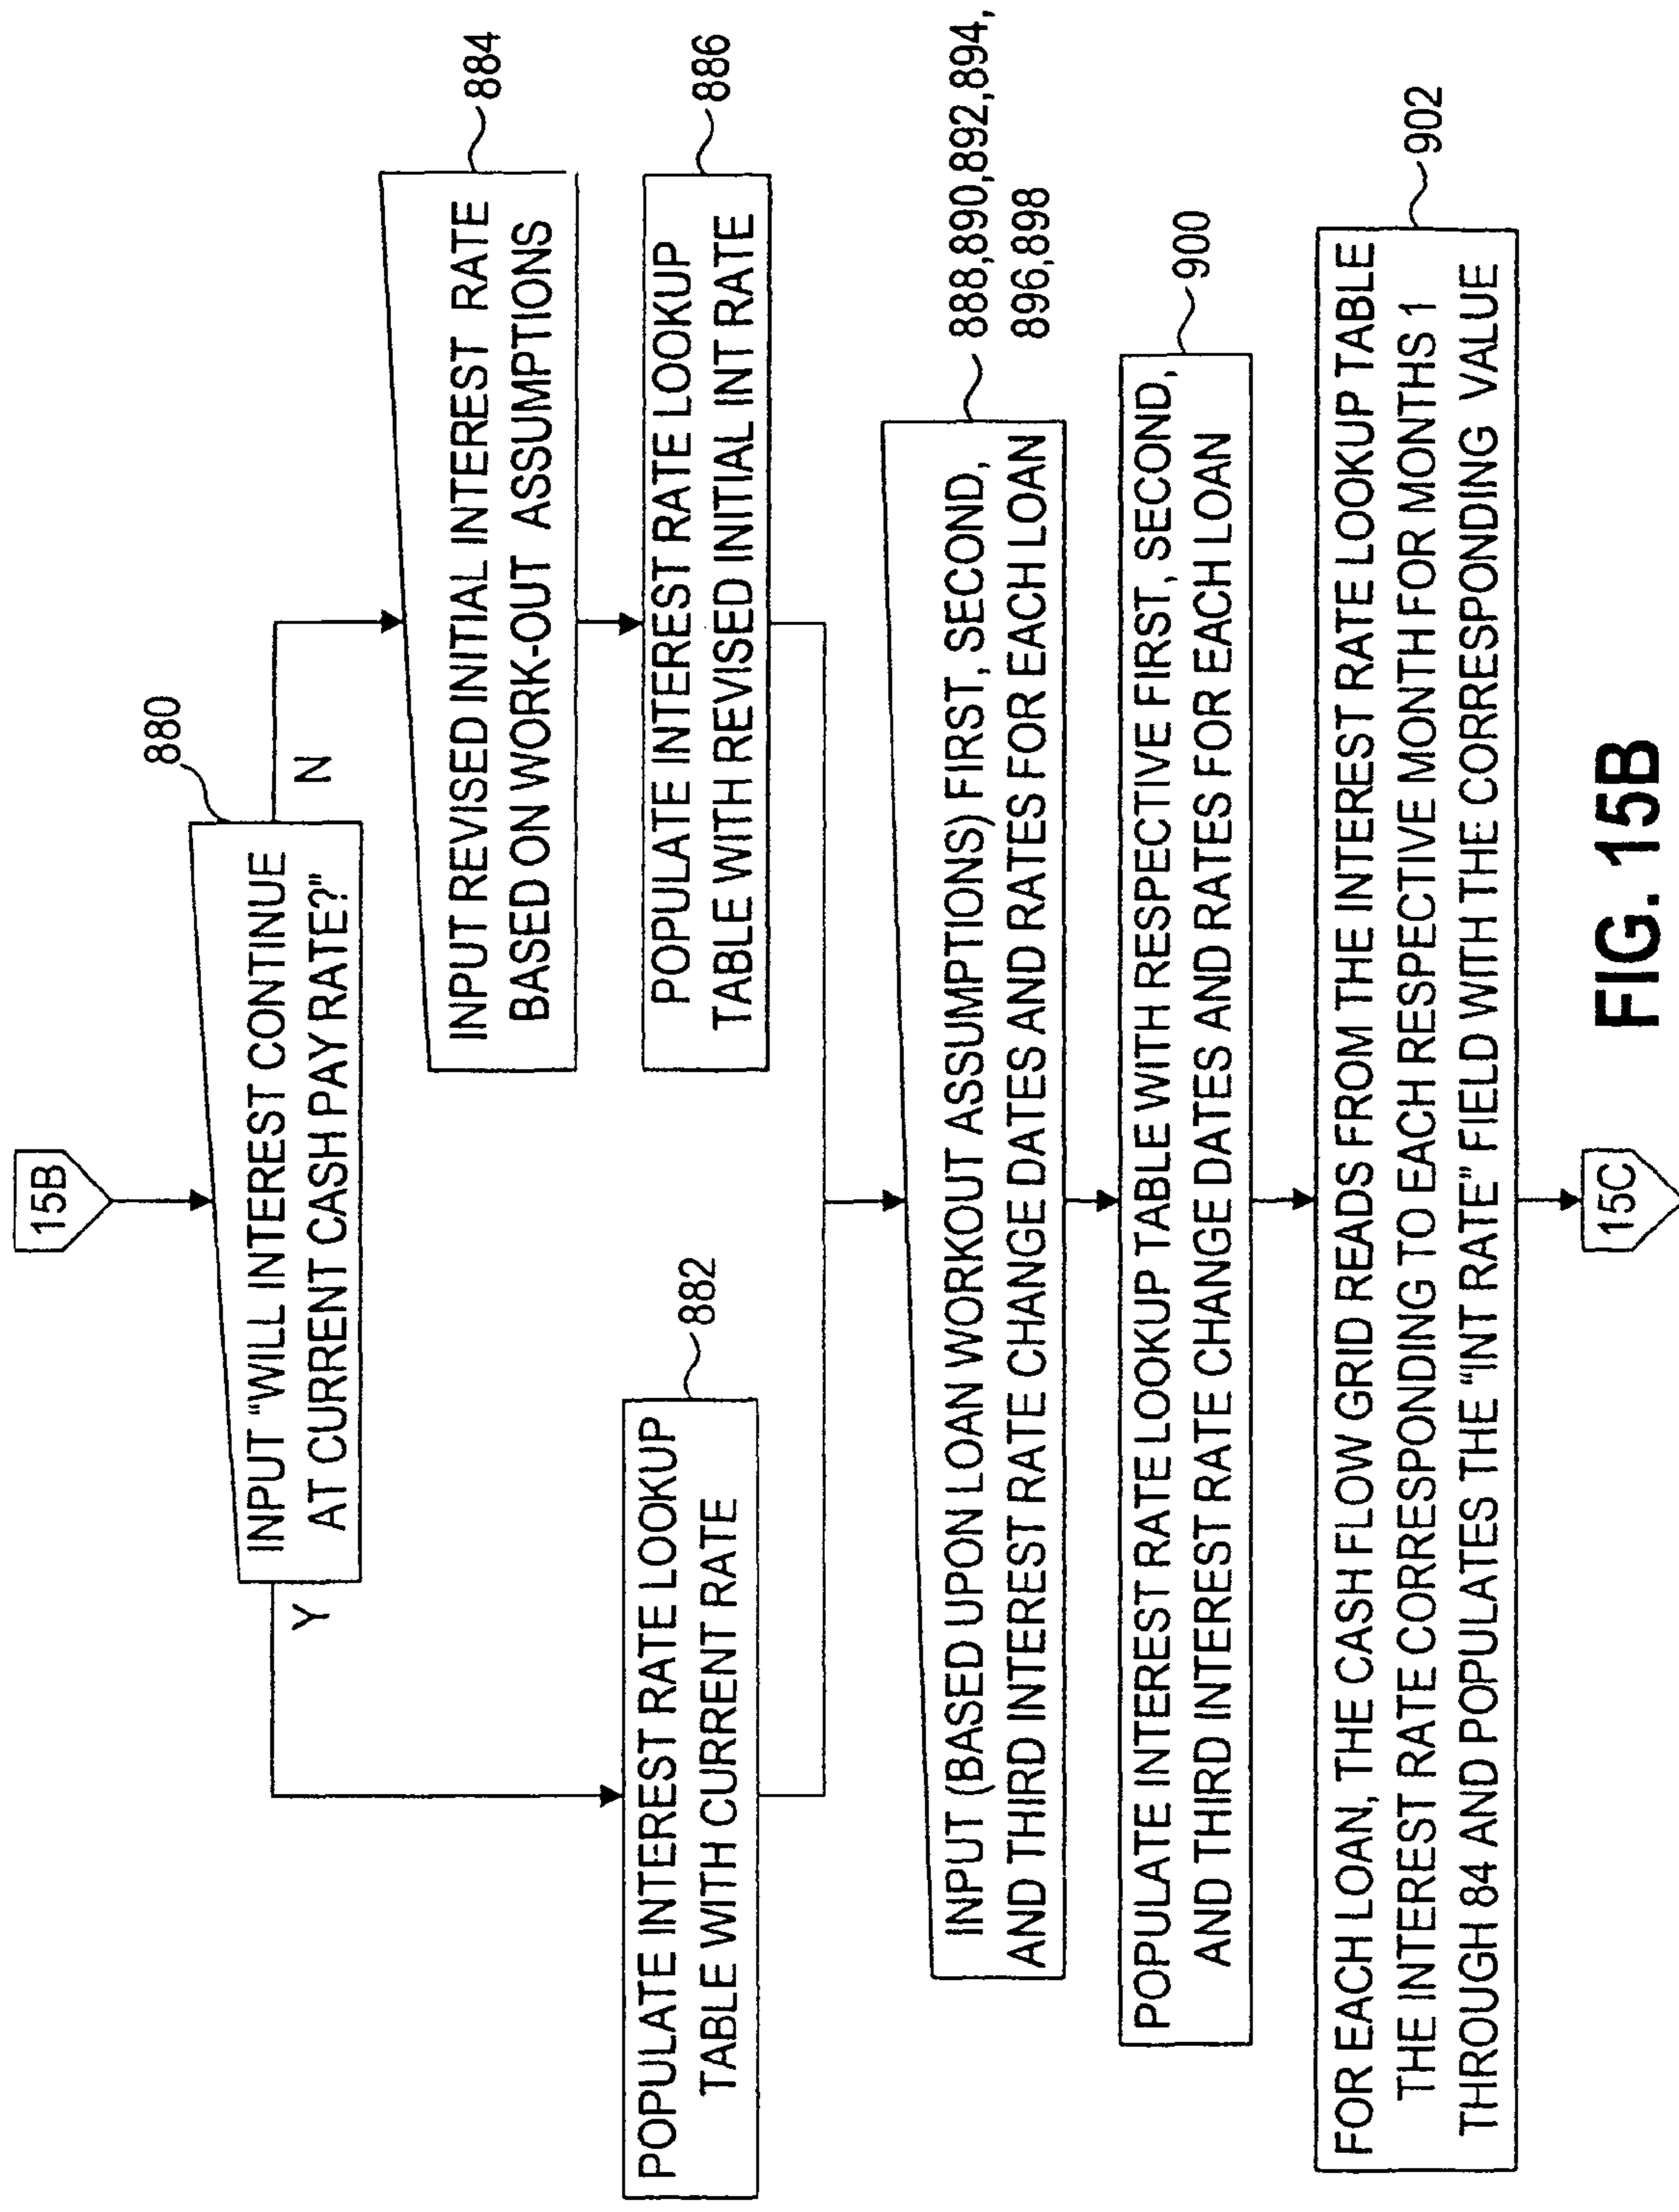 15B
880
INPUT "WILL INTEREST CONTINUE
AT CURRENT CASH PAY RATE?"
Y
N
882
POPULATE INTEREST RATE LOOKUP
TABLE WITH CURRENT RATE
884
INPUT REVISED INITIAL INTEREST RATE
BASED ON WORK-OUT ASSUMPTIONS
886
POPULATE INTEREST RATE LOOKUP
TABLE WITH REVISED INITIAL INT RATE
888,890,892,894,
896,898
INPUT (BASED UPON LOAN WORKOUT ASSUMPTIONS) FIRST, SECOND,
AND THIRD INTEREST RATE CHANGE DATES AND RATES FOR EACH LOAN
900
POPULATE INTEREST RATE LOOKUP TABLE WITH RESPECTIVE FIRST, SECOND,
AND THIRD INTEREST RATE CHANGE DATES AND RATES FOR EACH LOAN
902
FOR EACH LOAN, THE CASH FLOW GRID READS FROM THE INTEREST RATE LOOKUP TABLE
THE INTEREST RATE CORRESPONDING TO EACH RESPECTIVE MONTH FOR MONTHS 1
THROUGH 84 AND POPULATES THE "INT RATE" FIELD WITH THE CORRESPONDING VALUE
15C
FIG. 15B